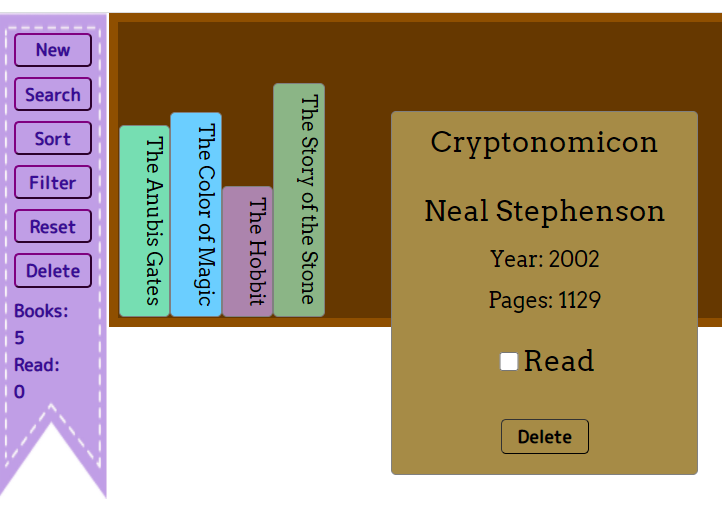 New
Search
Sort
Filter
Reset
Delete
Books:
5
Read:
0
The Anubis Gates
The Color of Magic
The Hobbit
The Story of the Stone
Cryptonomicon
Neal Stephenson
Year: 2002
Pages: 1129
Read
Delete